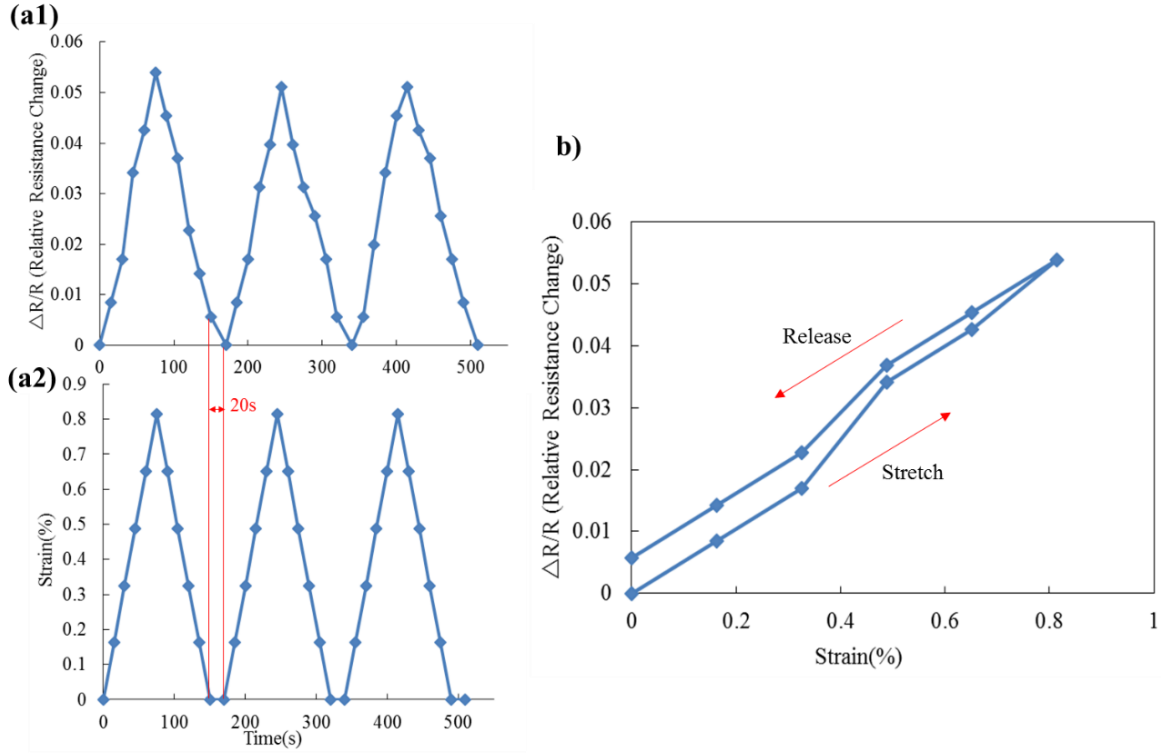 (a1)
△R/R (Relative Resistance Change)
0.06
0.05
0.04
0.03
0.02
0.01
0
0 100 200 300 400 500
(a2)
20s
Strain(%)
0.9
0.8
0.7
0.6
0.5
0.4
0.3
0.2
0.1
0
0 100 200 300 400 500
Time(s)
b)
△R/R (Relative Resistance Change)
0.06
0.05
0.04
0.03
0.02
0.01
0
Release
Stretch
0 0.2 0.4 0.6 0.8 1
Strain(%)